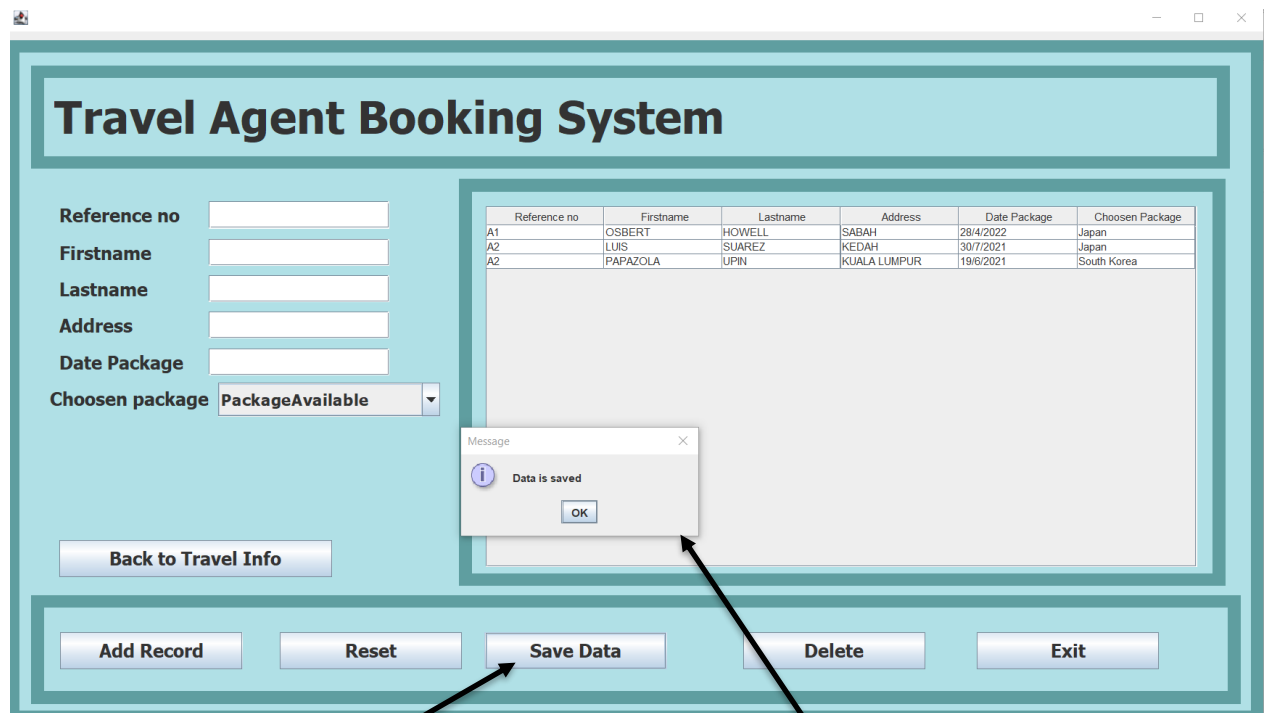 Travel Agent Booking System
Reference no
Firstname
Lastname
Address
Date Package
Choosen package PackageAvailable
Back to Travel Info
Reference no Firstname Lastname Address Date Package Choosen Package
A1 OSBERT HOWELL SABAH 28/4/2022 Japan
A2 LUIS SUAREZ KEDAH 30/7/2021 Japan
A2 PAPAZOLA UPIN KUALA LUMPUR 19/6/2021 South Korea
Message
Data is saved
OK
Add Record Reset Save Data Delete Exit